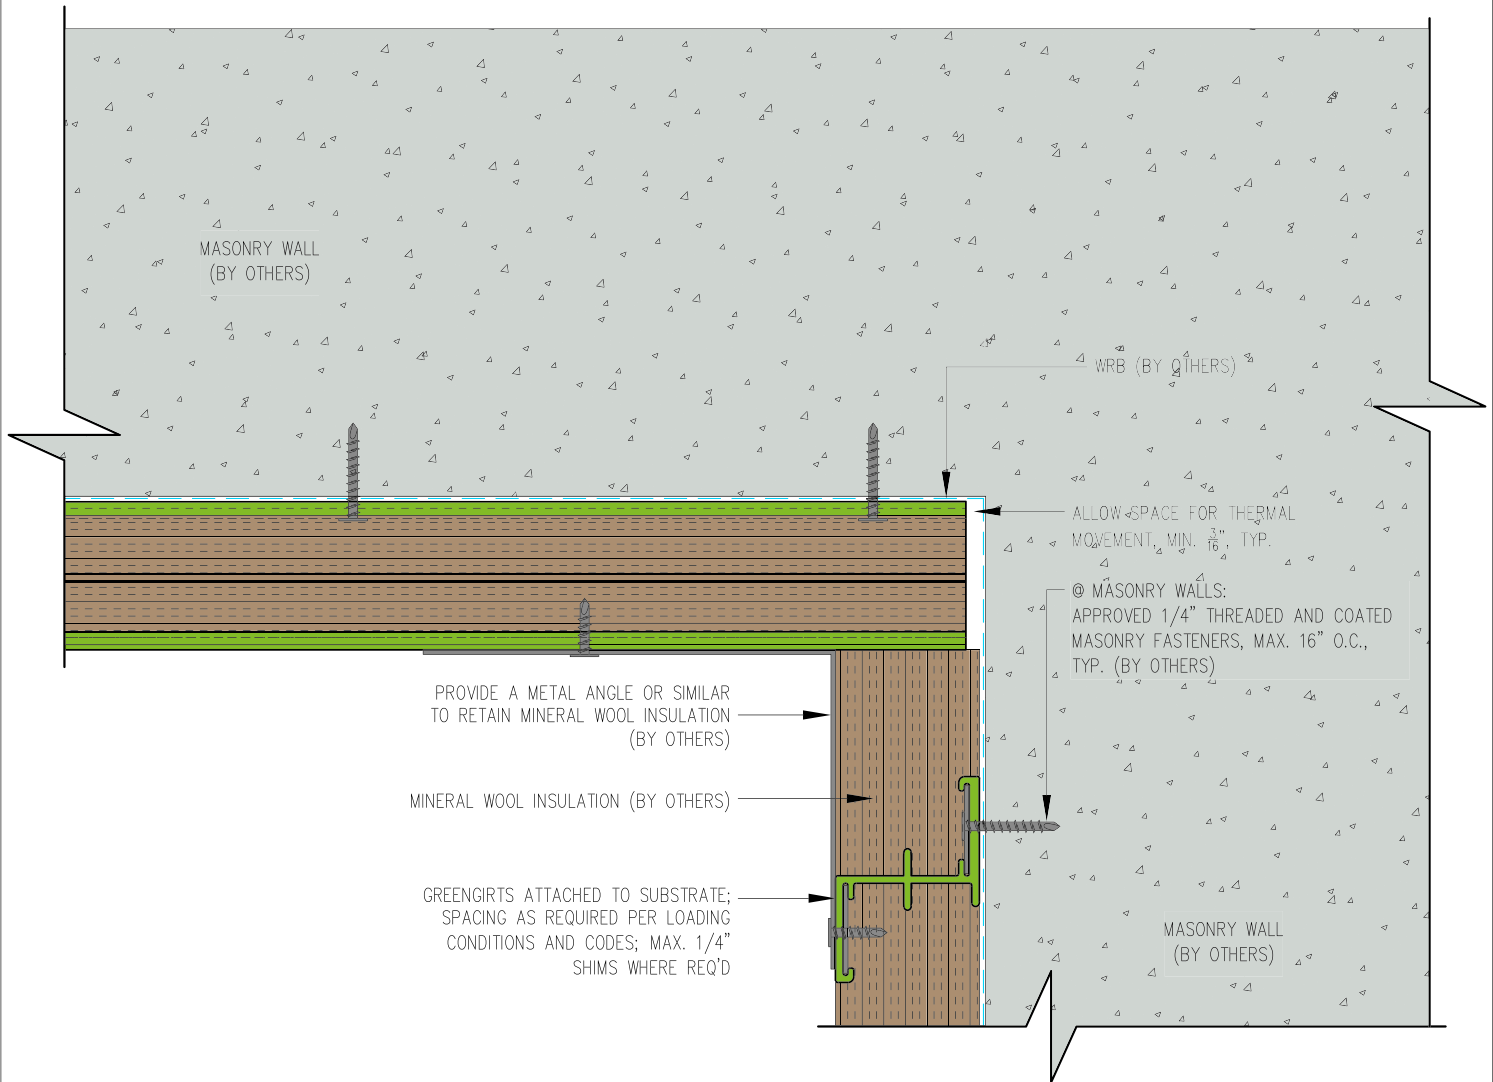 MASONRY WALL
(BY OTHERS)
WRB (BY OTHERS)
ALLOW SPACE FOR THERMAL
MOVEMENT, MIN. 3/16", TYP.
@ MASONRY WALLS:
APPROVED 1/4" THREADED AND COATED
MASONRY FASTENERS, MAX. 16" O.C.,
TYP. (BY OTHERS)
PROVIDE A METAL ANGLE OR SIMILAR
TO RETAIN MINERAL WOOL INSULATION
(BY OTHERS)
MINERAL WOOL INSULATION (BY OTHERS)
GREENGIRTS ATTACHED TO SUBSTRATE;
SPACING AS REQUIRED PER LOADING
CONDITIONS AND CODES; MAX. 1/4"
SHIMS WHERE REQ'D
MASONRY WALL
(BY OTHERS)